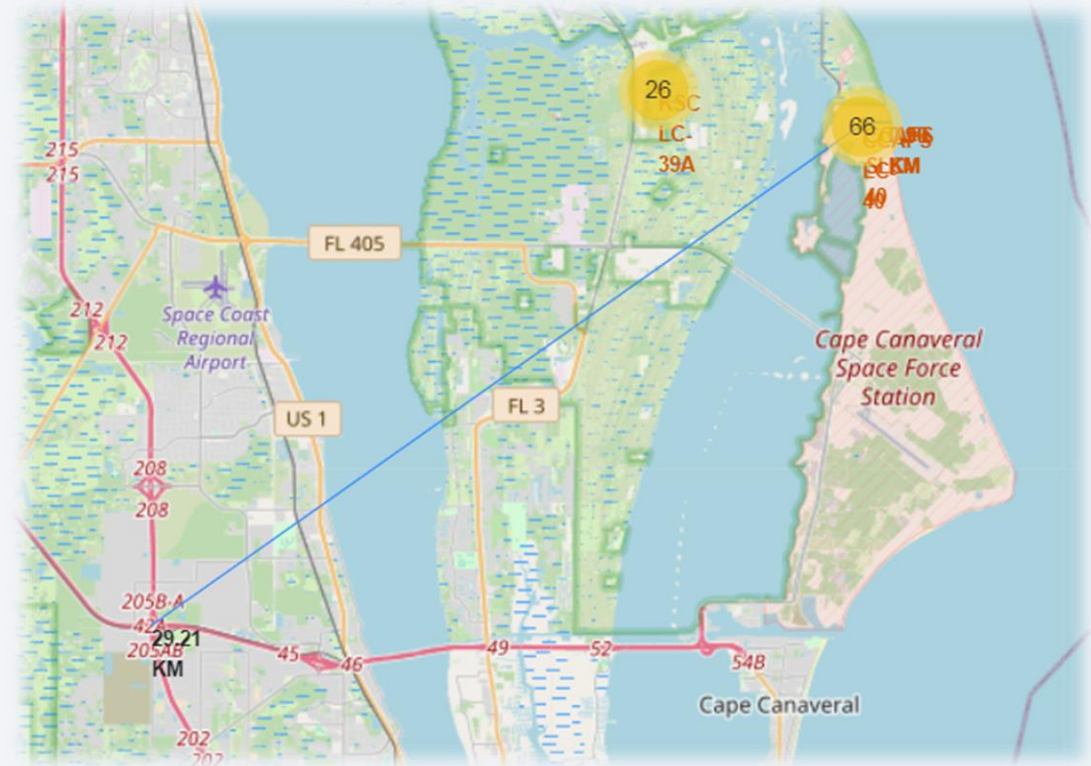 26
KSC
LC-
39A
66
KM
40
215
215
FL 405
212
212
Space Coast
Regional
Airport
Cape Canaveral
Space Force
Station
US 1
FL 3
208
208
205B-A
42A
29.21
KM
205AB
45
46
49
52
54B
Cape Canaveral
202
202